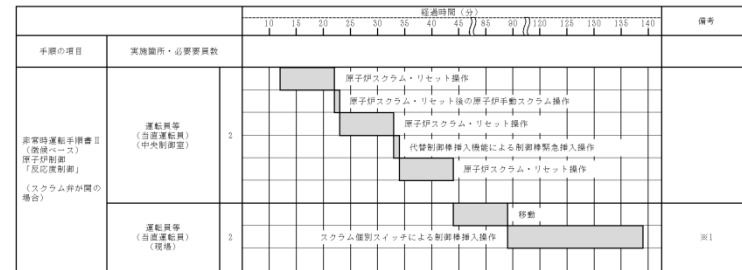 経過時間（分）
備考
10 15 20 25 30 35 40 45 85 90 120 125 130 135 140
手順の項目
実施箇所・必要要員数
非常時運転手順書Ⅱ
（徴候ベース）
原子炉制御
「反応度制御」
（スクラム弁が閉の
場合）
運転員等
（当直運転員）
（中央制御室）
2
原子炉スクラム・リセット操作
原子炉スクラム・リセット後の原子炉手動スクラム操作
原子炉スクラム・リセット操作
代替制御棒挿入機能による制御棒緊急挿入操作
原子炉スクラム・リセット操作
運転員等
（当直運転員）
（現場）
2
移動
スクラム個別スイッチによる制御棒挿入操作
※1